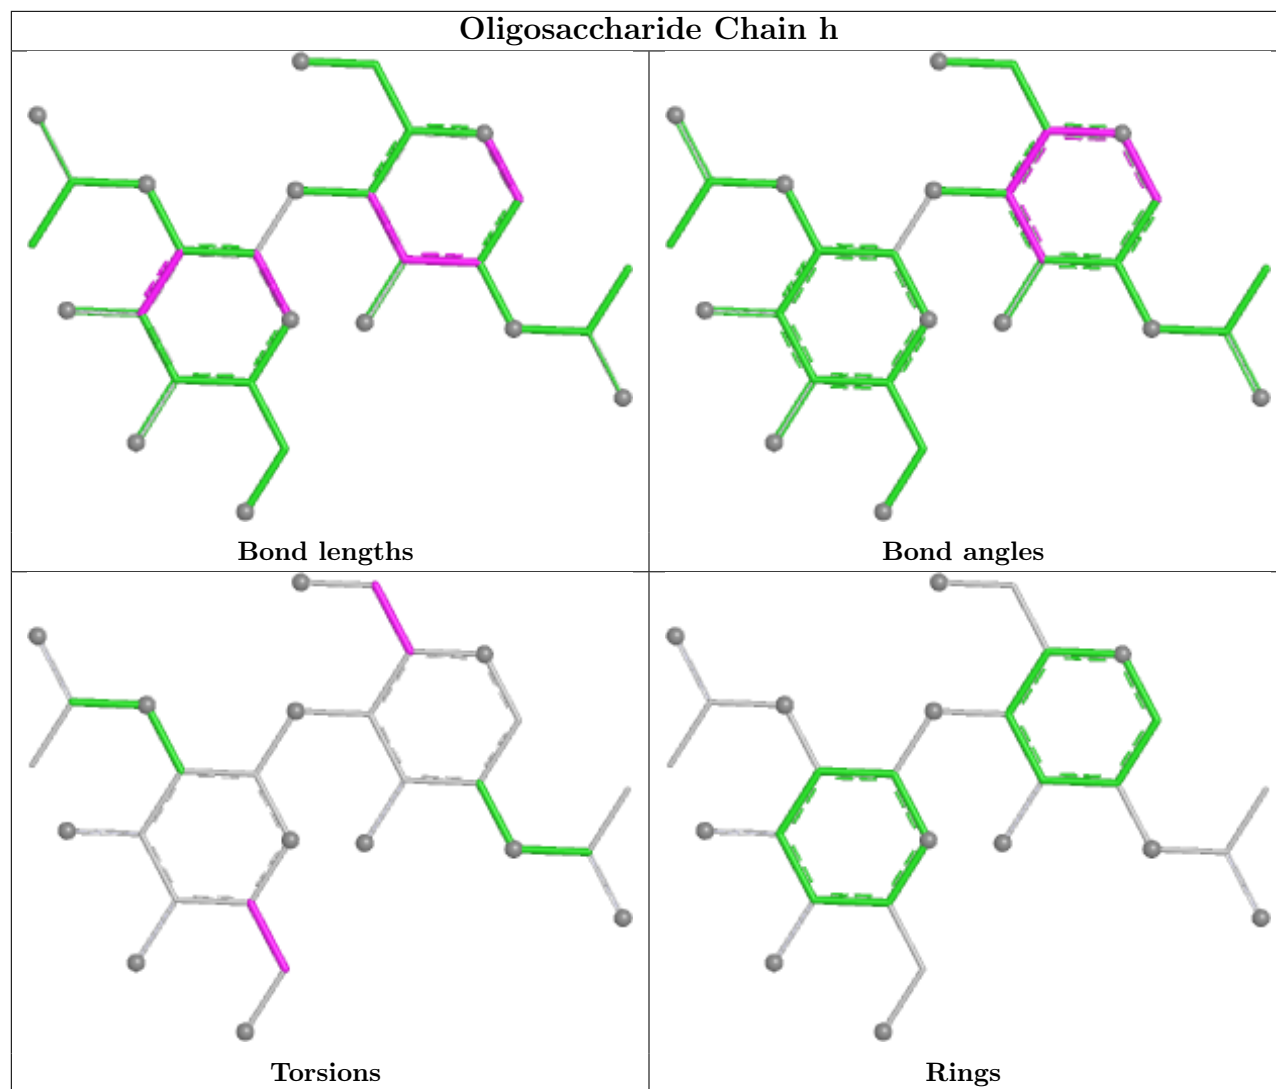 Oligosaccharide Chain h
Bond lengths
Bond angles
Torsions
Rings